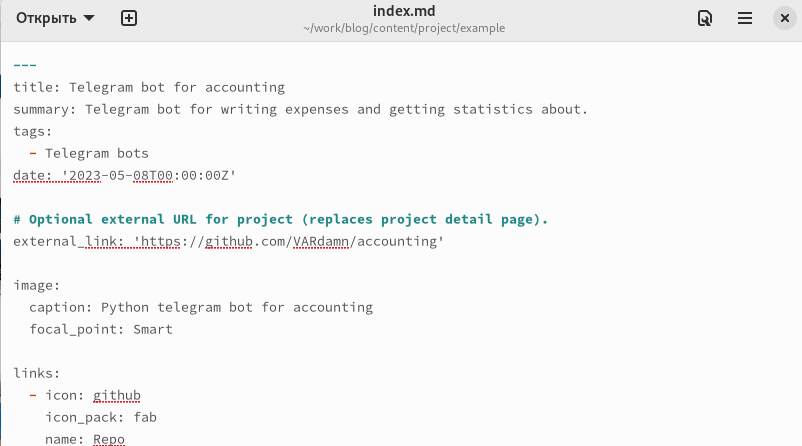 Открыть
index.md
~/work/blog/content/project/example
---
title: Telegram bot for accounting
summary: Telegram bot for writing expenses and getting statistics about.
tags:
  - Telegram bots
date: '2023-05-08T00:00:00Z'
# Optional external URL for project (replaces project detail page).
external_link: 'https://github.com/VARdamn/accounting'
image:
  caption: Python telegram bot for accounting
  focal_point: Smart
links:
  - icon: github
    icon_pack: fab
    name: Repo